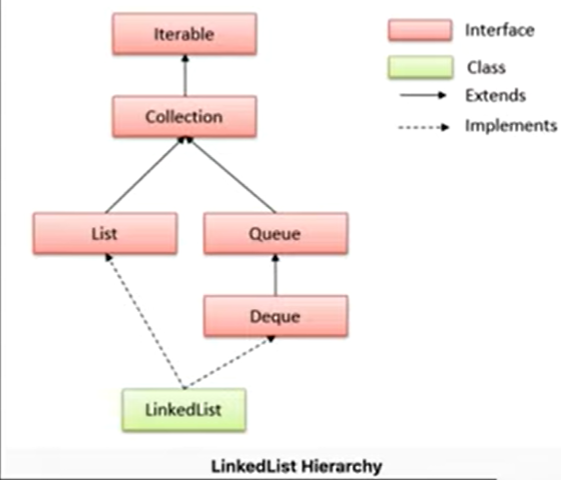 Iterable
Interface
Class
Extends
Collection
Implements
List
Queue
Deque
LinkedList
LinkedList Hierarchy